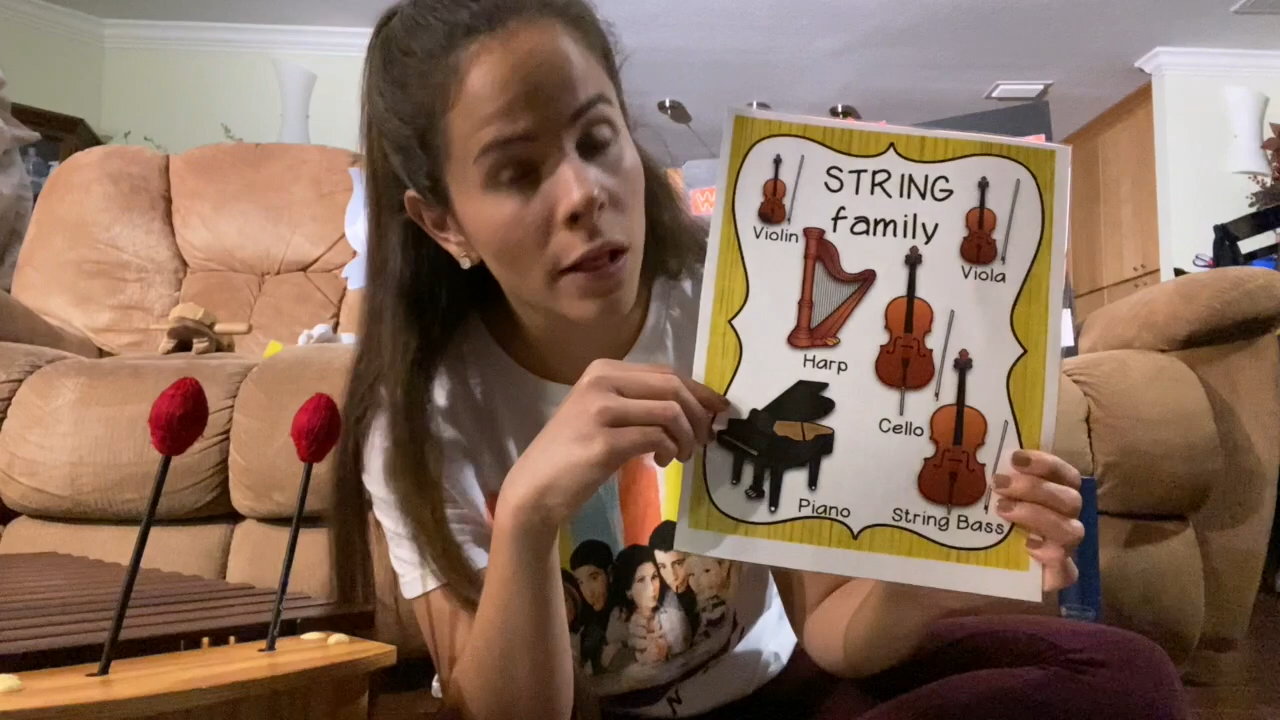 STRING
family
Violin
Viola
Harp
Cello
Piano
String Bass